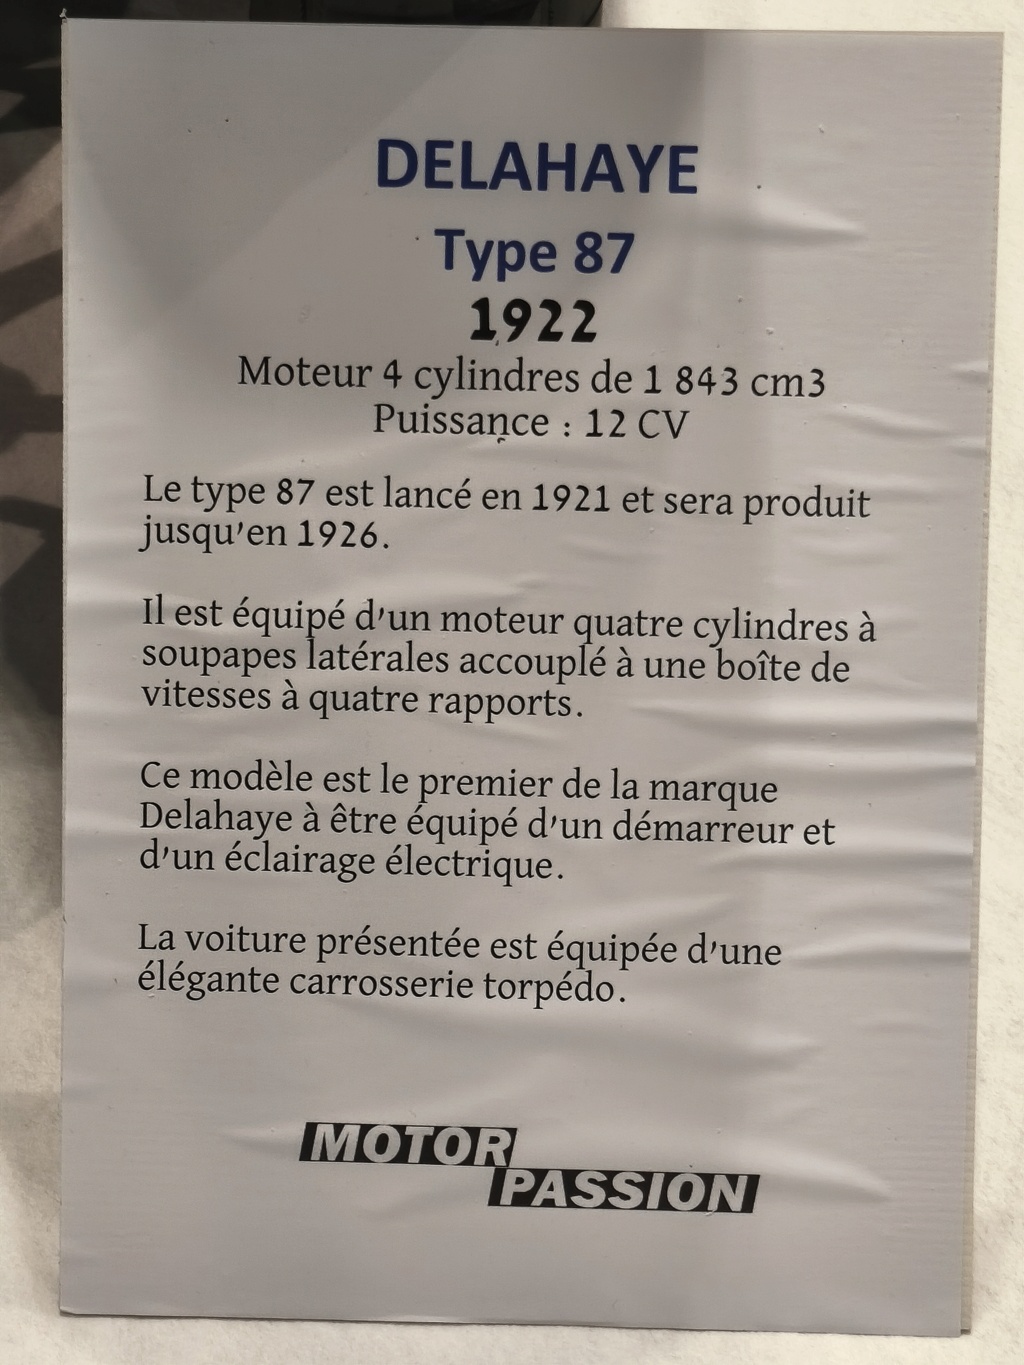 DELAHAYE
Type 87
1922
Moteur 4 cylindres de 1 843 cm3
Puissance : 12 CV
Le type 87 est lancé en 1921 et sera produit
jusqu'en 1926.
Il est équipé d'un moteur quatre cylindres à
soupapes latérales accouplé à une boîte de
vitesses à quatre rapports.
Ce modèle est le premier de la marque
Delahaye à être équipé d'un démarreur et
d'un éclairage électrique.
La voiture présentée est équipée d'une
élégante carrosserie torpédo.
MOTOR
PASSION